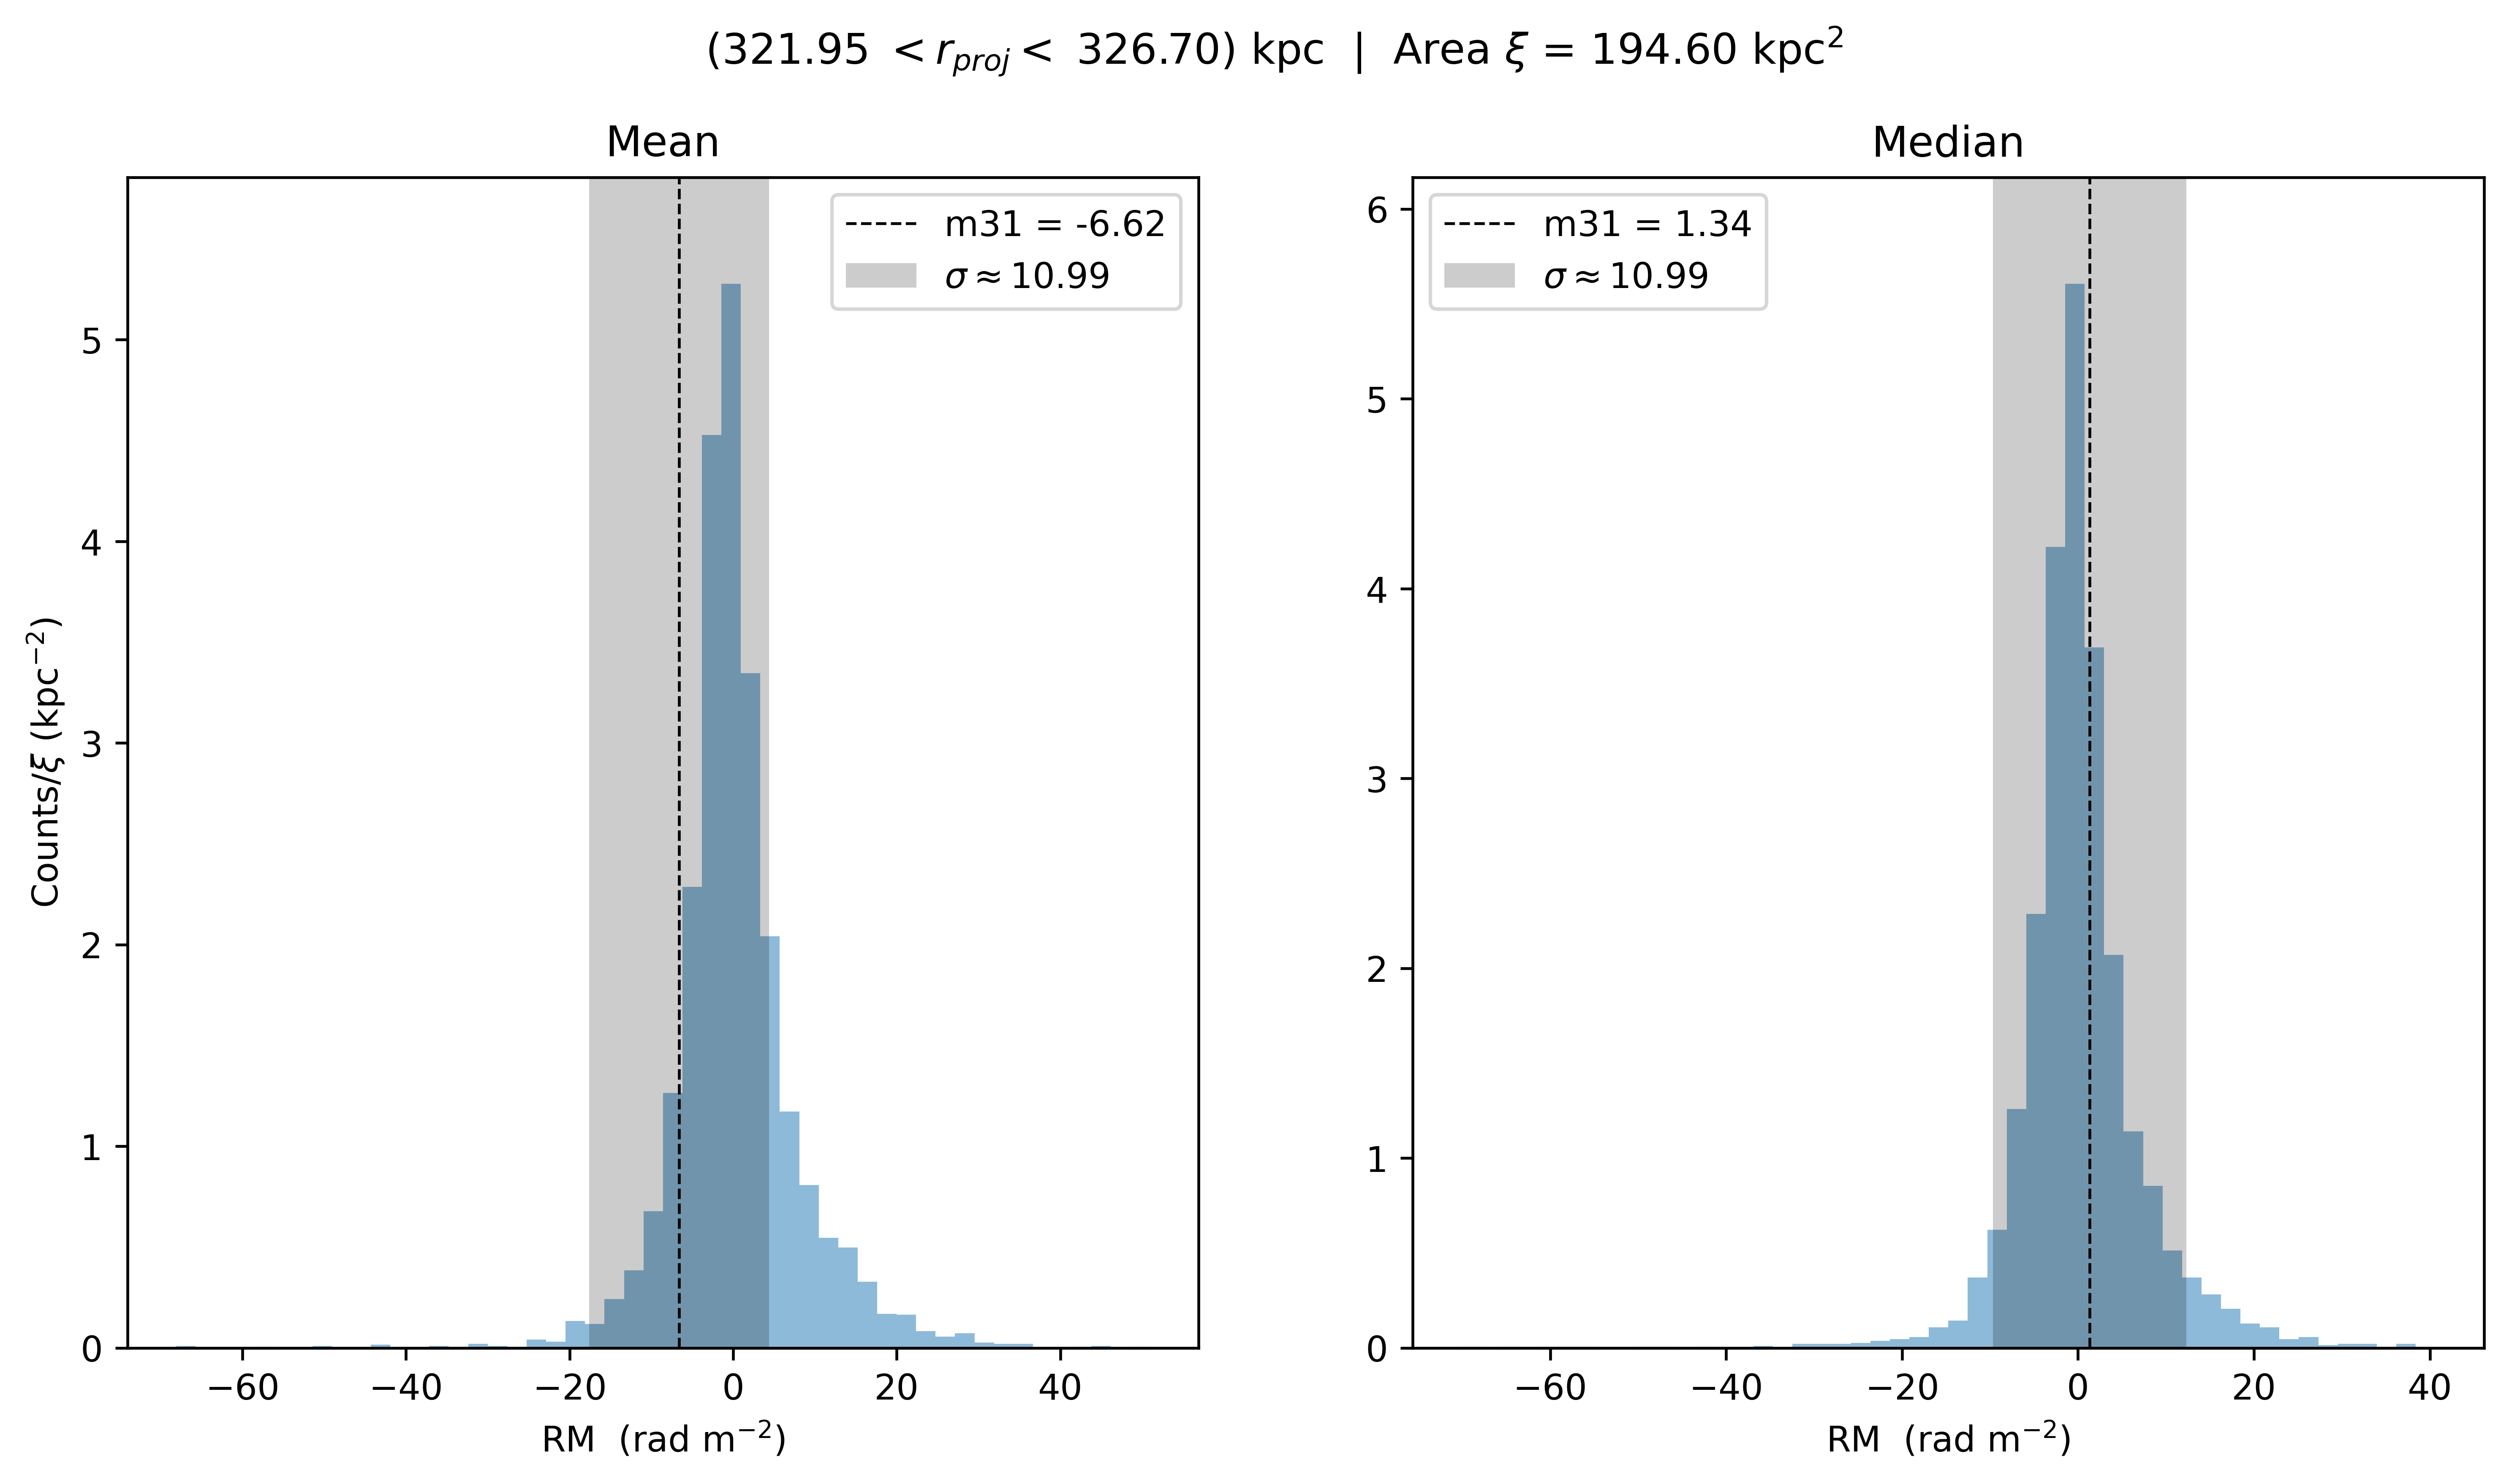 (321.95 < r_proj < 326.70) kpc | Area ξ = 194.60 kpc²
Mean
m31 = -6.62
σ ≈ 10.99
5
4
3
2
1
0
Counts/ξ (kpc⁻²)
−60 −40 −20 0 20 40
RM (rad m⁻²)
Median
m31 = 1.34
σ ≈ 10.99
6
5
4
3
2
1
0
−60 −40 −20 0 20 40
RM (rad m⁻²)